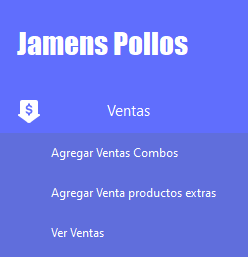 Jamens Pollos
Ventas
Agregar Ventas Combos
Agregar Venta productos extras
Ver Ventas